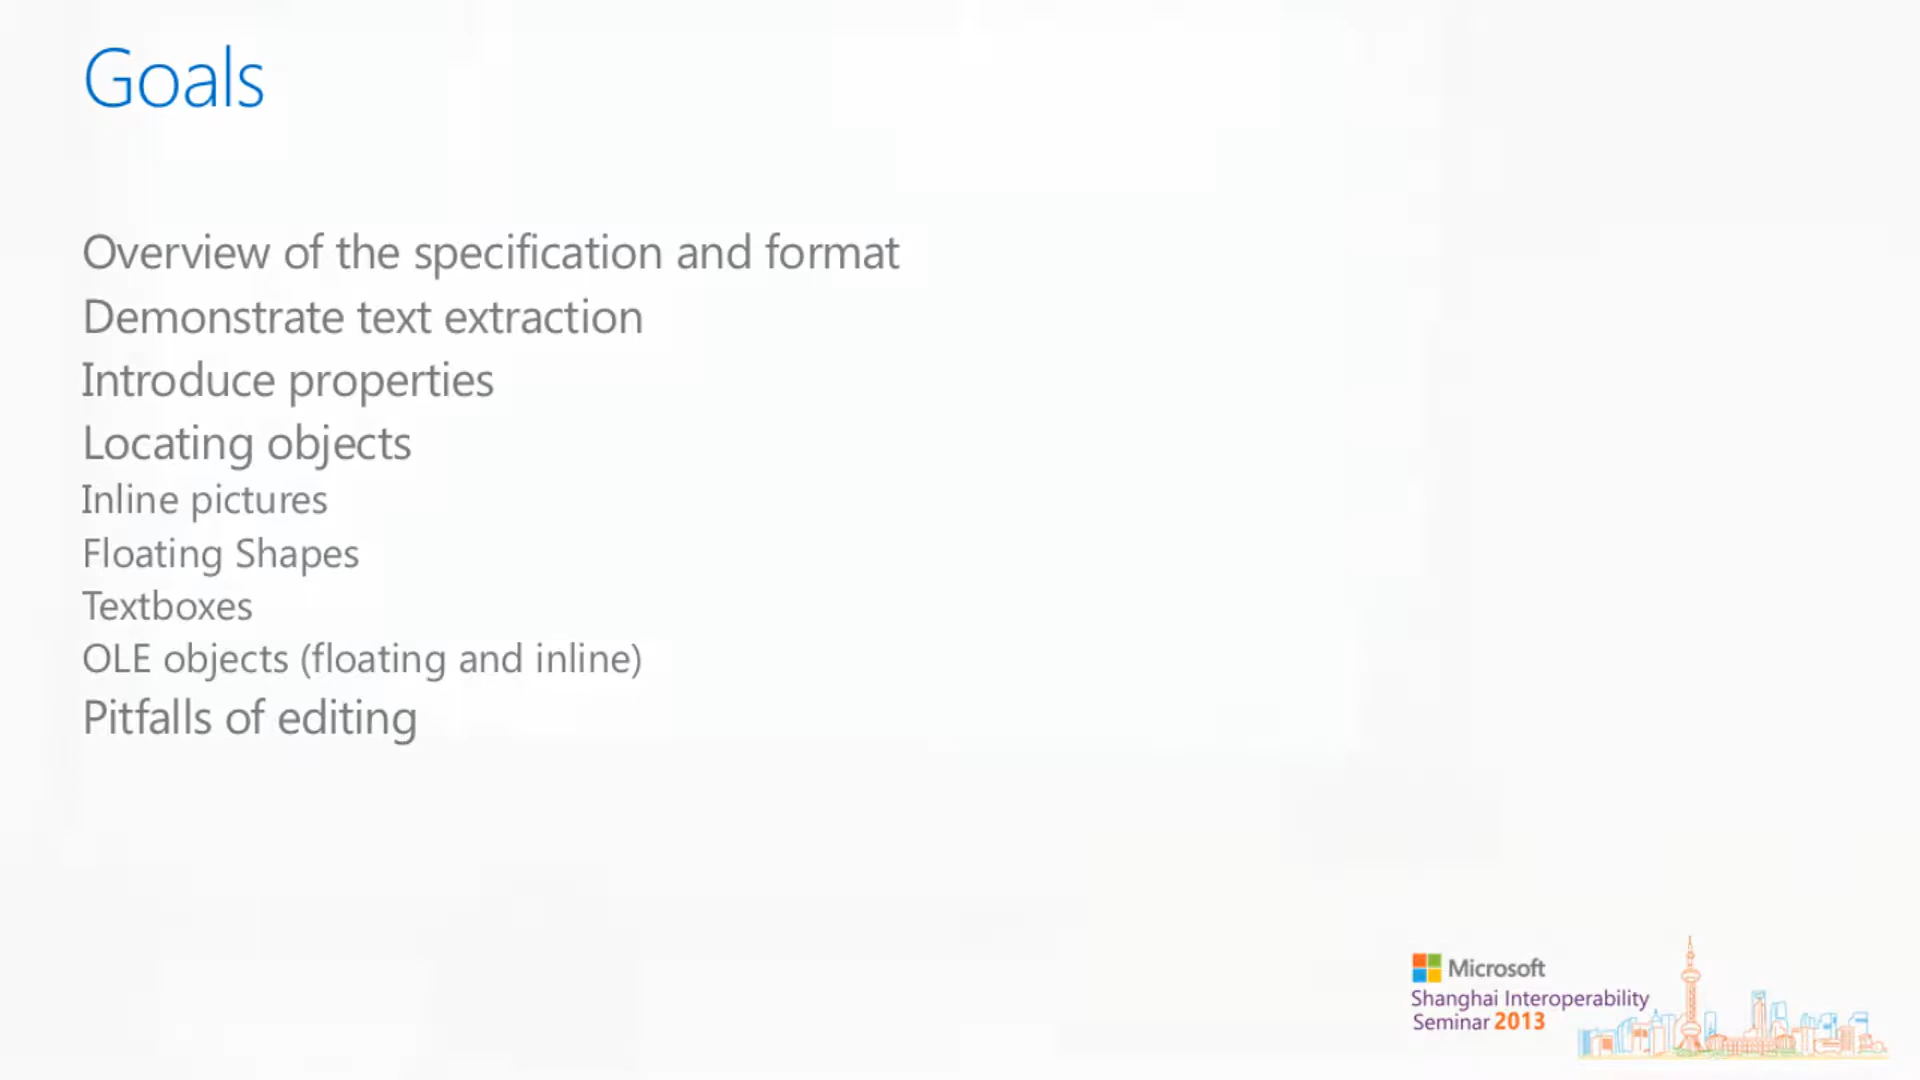 Goals
Overview of the specification and format
Demonstrate text extraction
Introduce properties
Locating objects
Inline pictures
Floating Shapes
Textboxes
OLE objects (floating and inline)
Pitfalls of editing
Microsoft
Shanghai Interoperability
Seminar 2013